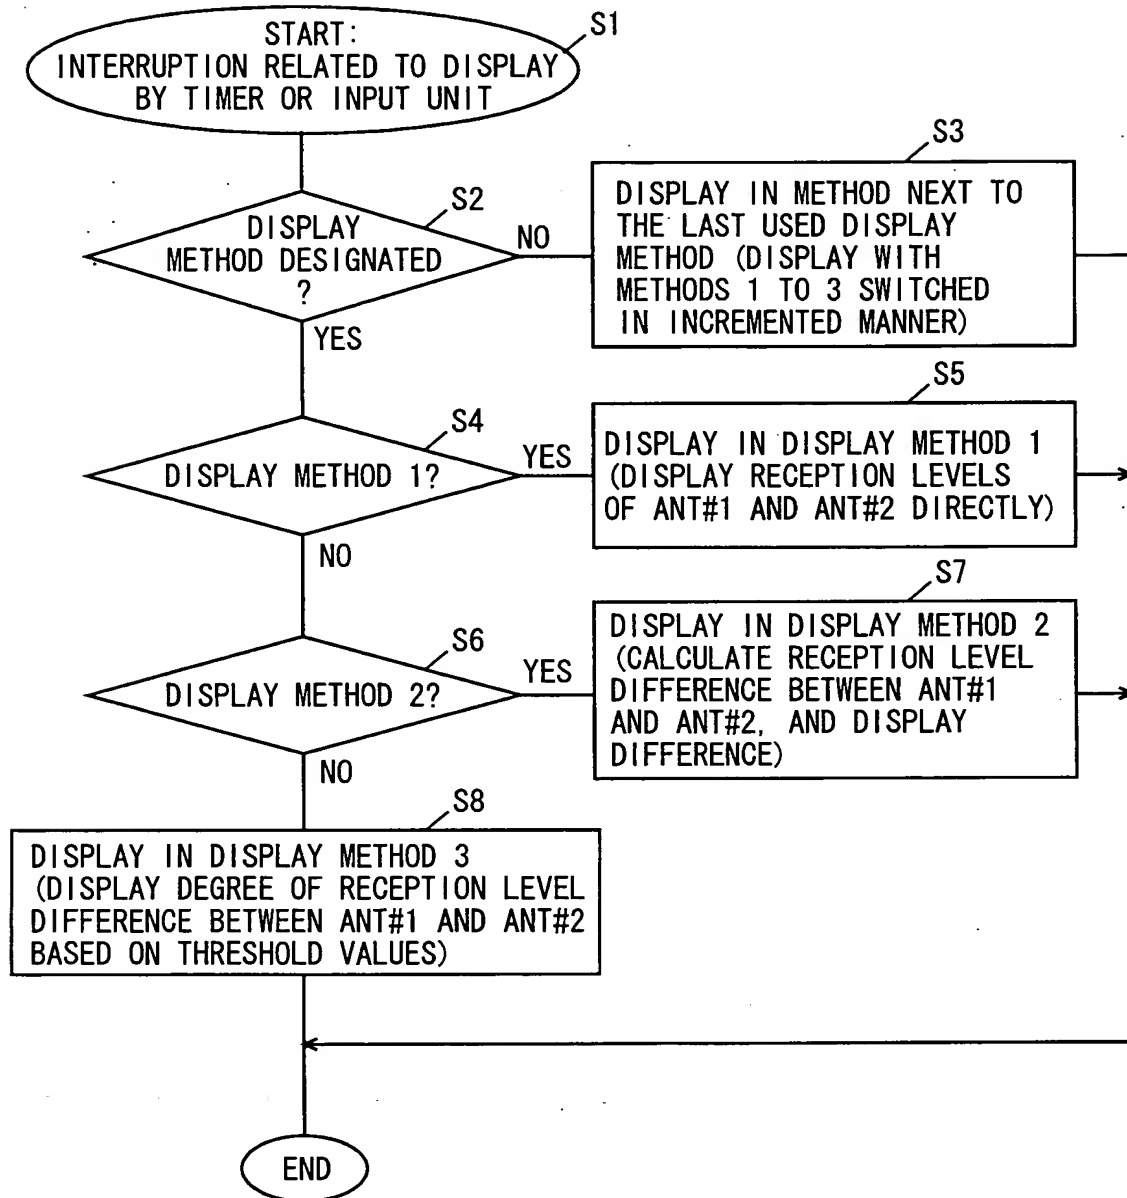 S1
START:
INTERRUPTION RELATED TO DISPLAY
BY TIMER OR INPUT UNIT
S2
DISPLAY
METHOD DESIGNATED
?
NO
YES
S3
DISPLAY IN METHOD NEXT TO
THE LAST USED DISPLAY
METHOD (DISPLAY WITH
METHODS 1 TO 3 SWITCHED
IN INCREMENTED MANNER)
S4
DISPLAY METHOD 1?
YES
NO
S5
DISPLAY IN DISPLAY METHOD 1
(DISPLAY RECEPTION LEVELS
OF ANT#1 AND ANT#2 DIRECTLY)
S6
DISPLAY METHOD 2?
YES
NO
S7
DISPLAY IN DISPLAY METHOD 2
(CALCULATE RECEPTION LEVEL
DIFFERENCE BETWEEN ANT#1
AND ANT#2, AND DISPLAY
DIFFERENCE)
S8
DISPLAY IN DISPLAY METHOD 3
(DISPLAY DEGREE OF RECEPTION LEVEL
DIFFERENCE BETWEEN ANT#1 AND ANT#2
BASED ON THRESHOLD VALUES)
END